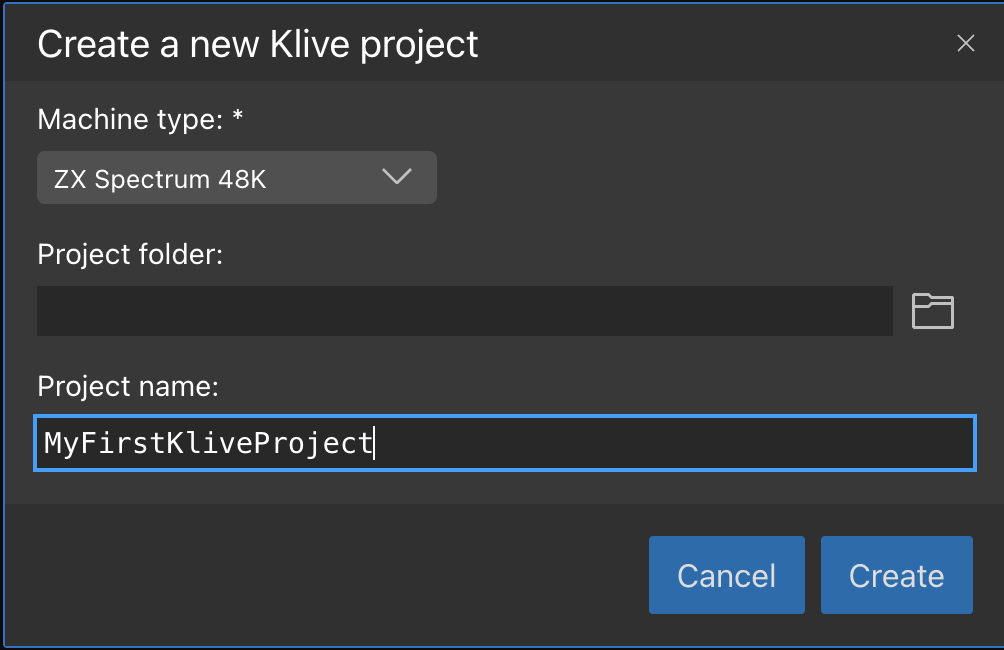 Create a new Klive project
Machine type: *
ZX Spectrum 48K
Project folder:
Project name:
MyFirstKliveProject
Cancel Create